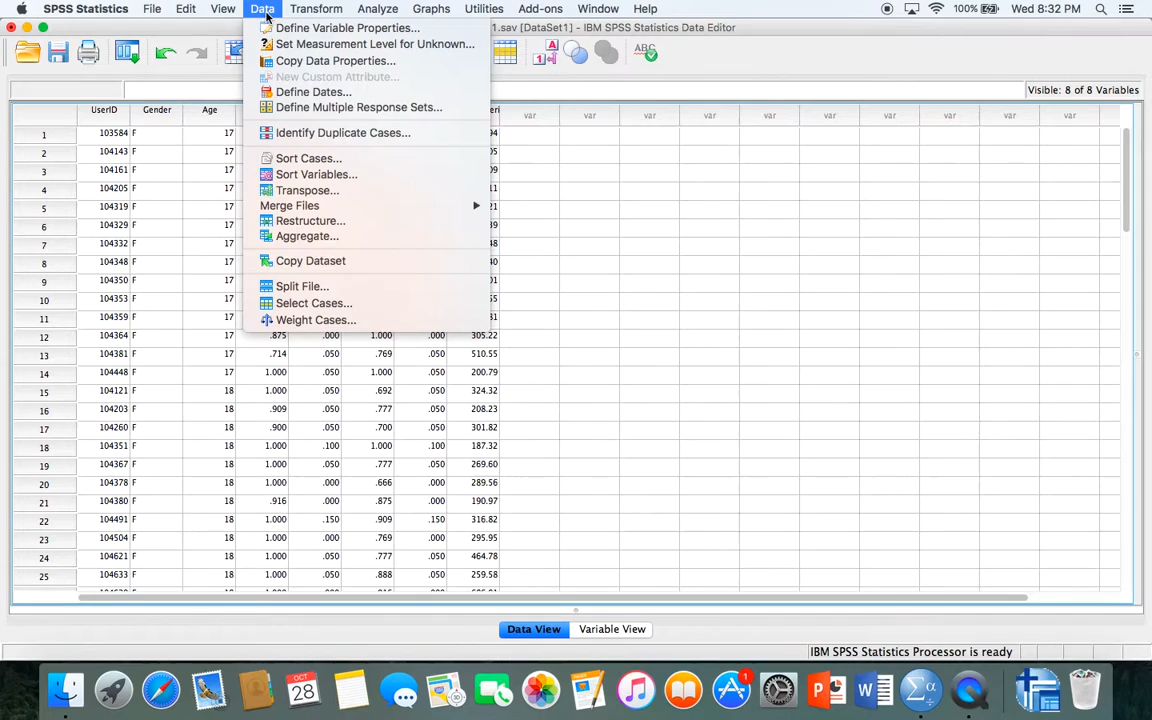 SPSS Statistics File Edit View Data Transform Analyze Graphs Utilities Add-ons Window Help 100% Wed 8:32 PM
1.sav [DataSet1] - IBM SPSS Statistics Data Editor
Define Variable Properties...
Set Measurement Level for Unknown...
Copy Data Properties...
New Custom Attribute...
Define Dates...
Define Multiple Response Sets...
Identify Duplicate Cases...
Sort Cases...
Sort Variables...
Transpose...
Merge Files
Restructure...
Aggregate...
Copy Dataset
Split File...
Select Cases...
Weight Cases...
Visible: 8 of 8 Variables
UserID Gender Age var var var var var var var var var var
1 103584 F 17 94
2 104143 F 17 05
3 104161 F 17 09
4 104205 F 17 11
5 104319 F 17 21
6 104329 F 17 39
7 104332 F 17 48
8 104348 F 17 40
9 104350 F 17 01
10 104353 F 17 55
11 104359 F 17 31
12 104364 F 17 .875 .000 1.000 .000 305.22
13 104381 F 17 .714 .050 .769 .050 510.55
14 104448 F 17 1.000 .050 1.000 .050 200.79
15 104121 F 18 1.000 .050 .692 .050 324.32
16 104203 F 18 .909 .050 .777 .050 208.23
17 104260 F 18 .900 .050 .700 .050 301.82
18 104351 F 18 1.000 .100 1.000 .100 187.32
19 104367 F 18 1.000 .050 .777 .050 269.60
20 104378 F 18 1.000 .000 .666 .000 289.56
21 104380 F 18 .916 .000 .875 .000 190.97
22 104491 F 18 1.000 .150 .909 .150 316.82
23 104504 F 18 1.000 .000 .769 .000 295.95
24 104621 F 18 1.000 .050 .777 .050 464.78
25 104633 F 18 1.000 .050 .888 .050 259.58
Data View Variable View
IBM SPSS Statistics Processor is ready
OCT
28
1